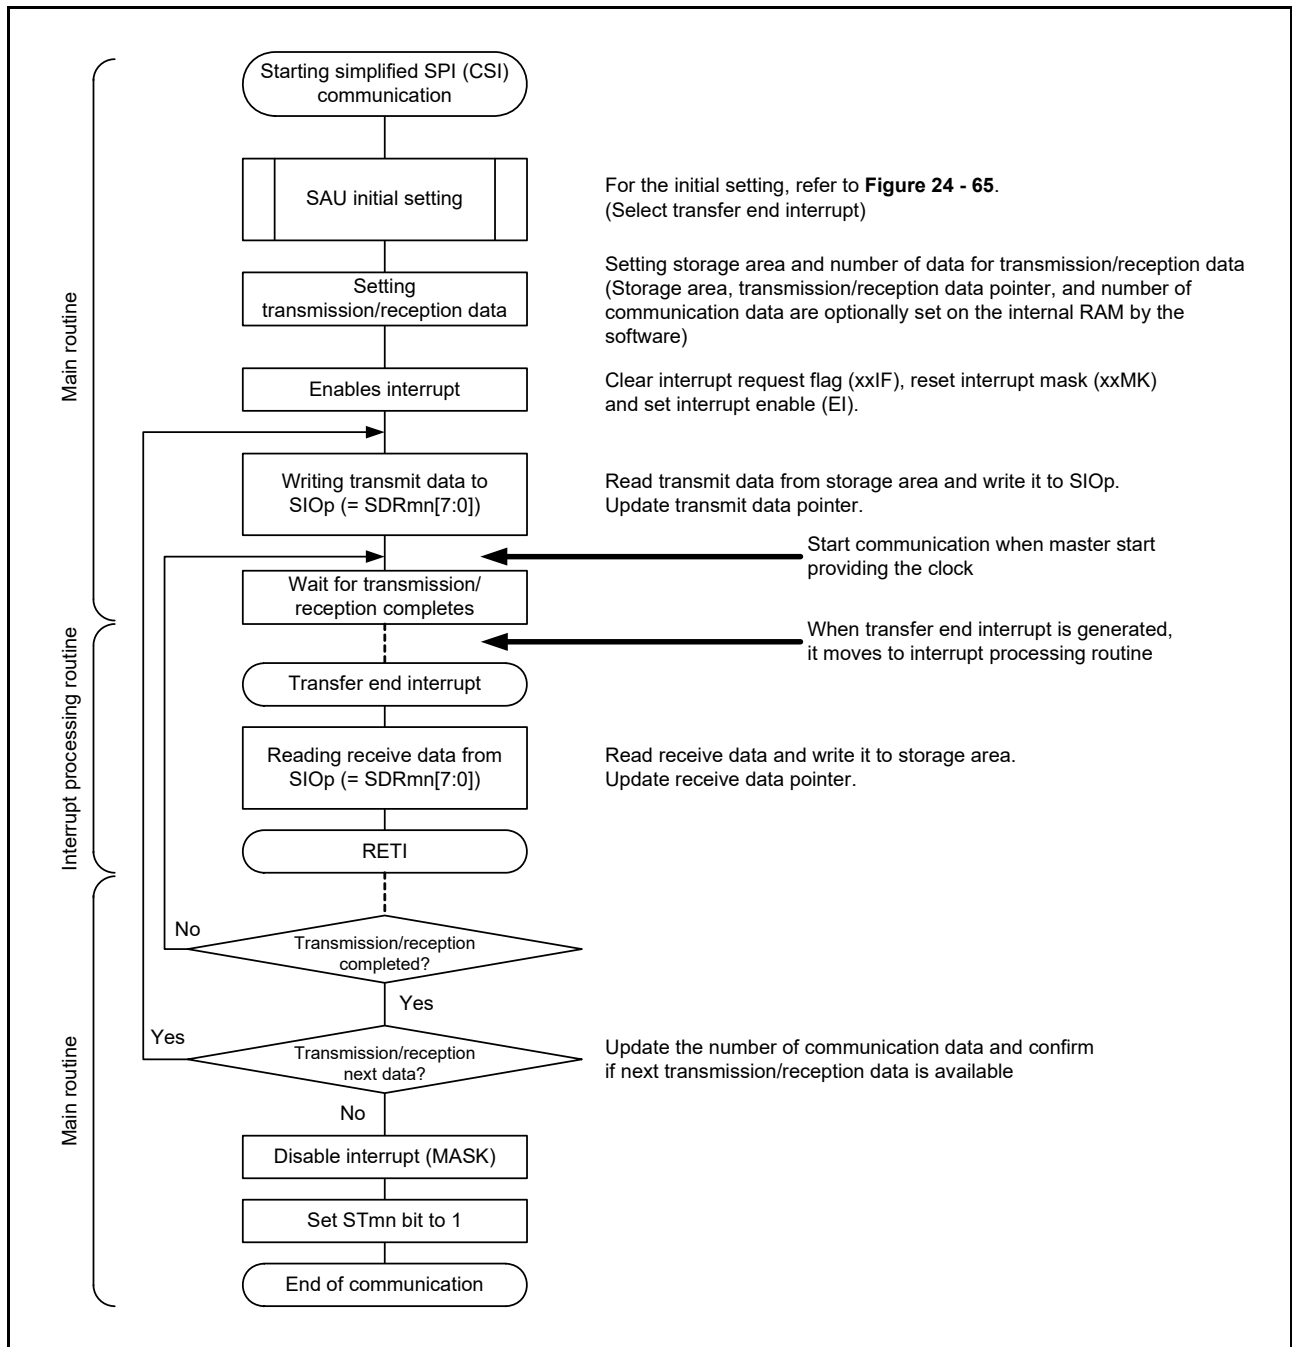 Starting simplified SPI (CSI)
communication
SAU initial setting
For the initial setting, refer to Figure 24 - 65.
(Select transfer end interrupt)
Setting
transmission/reception data
Setting storage area and number of data for transmission/reception data
(Storage area, transmission/reception data pointer, and number of
communication data are optionally set on the internal RAM by the
software)
Main routine
Enables interrupt
Clear interrupt request flag (xxIF), reset interrupt mask (xxMK)
and set interrupt enable (EI).
Writing transmit data to
SIOp (= SDRmn[7:0])
Read transmit data from storage area and write it to SIOp.
Update transmit data pointer.
Start communication when master start
providing the clock
Wait for transmission/
reception completes
When transfer end interrupt is generated,
it moves to interrupt processing routine
Interrupt processing routine
Transfer end interrupt
Reading receive data from
SIOp (= SDRmn[7:0])
Read receive data and write it to storage area.
Update receive data pointer.
RETI
No
Transmission/reception
completed?
Yes
Yes
Transmission/reception
next data?
Update the number of communication data and confirm
if next transmission/reception data is available
Main routine
No
Disable interrupt (MASK)
Set STmn bit to 1
End of communication